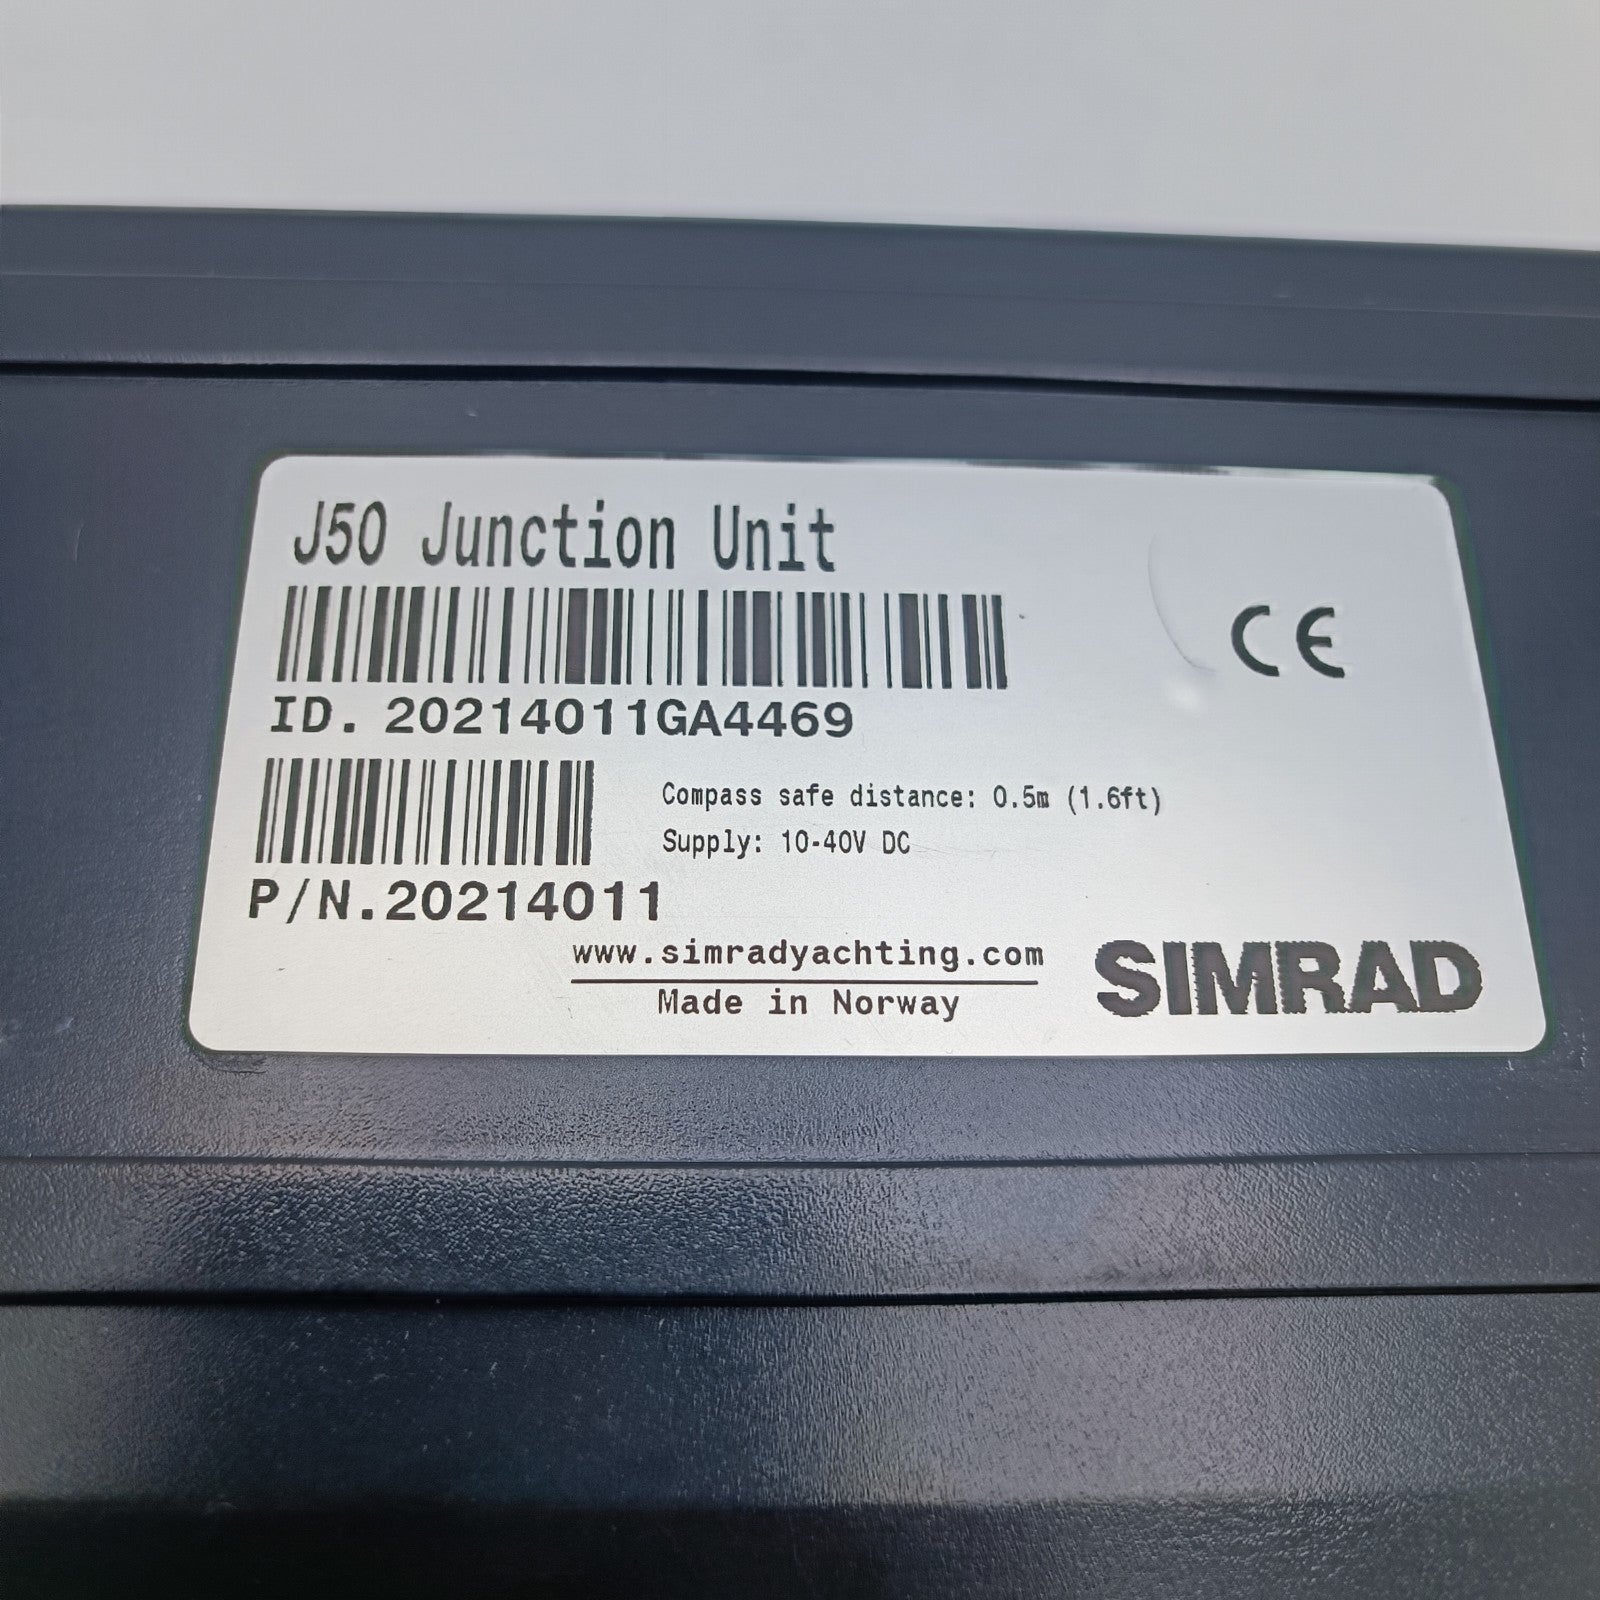 J50 Junction Unit
CE
ID. 20214011GA4469
Compass safe distance: 0.5m (1.6ft)
Supply: 10-40V DC
P/N.20214011
www.simradyachting.com
Made in Norway
SIMRAD